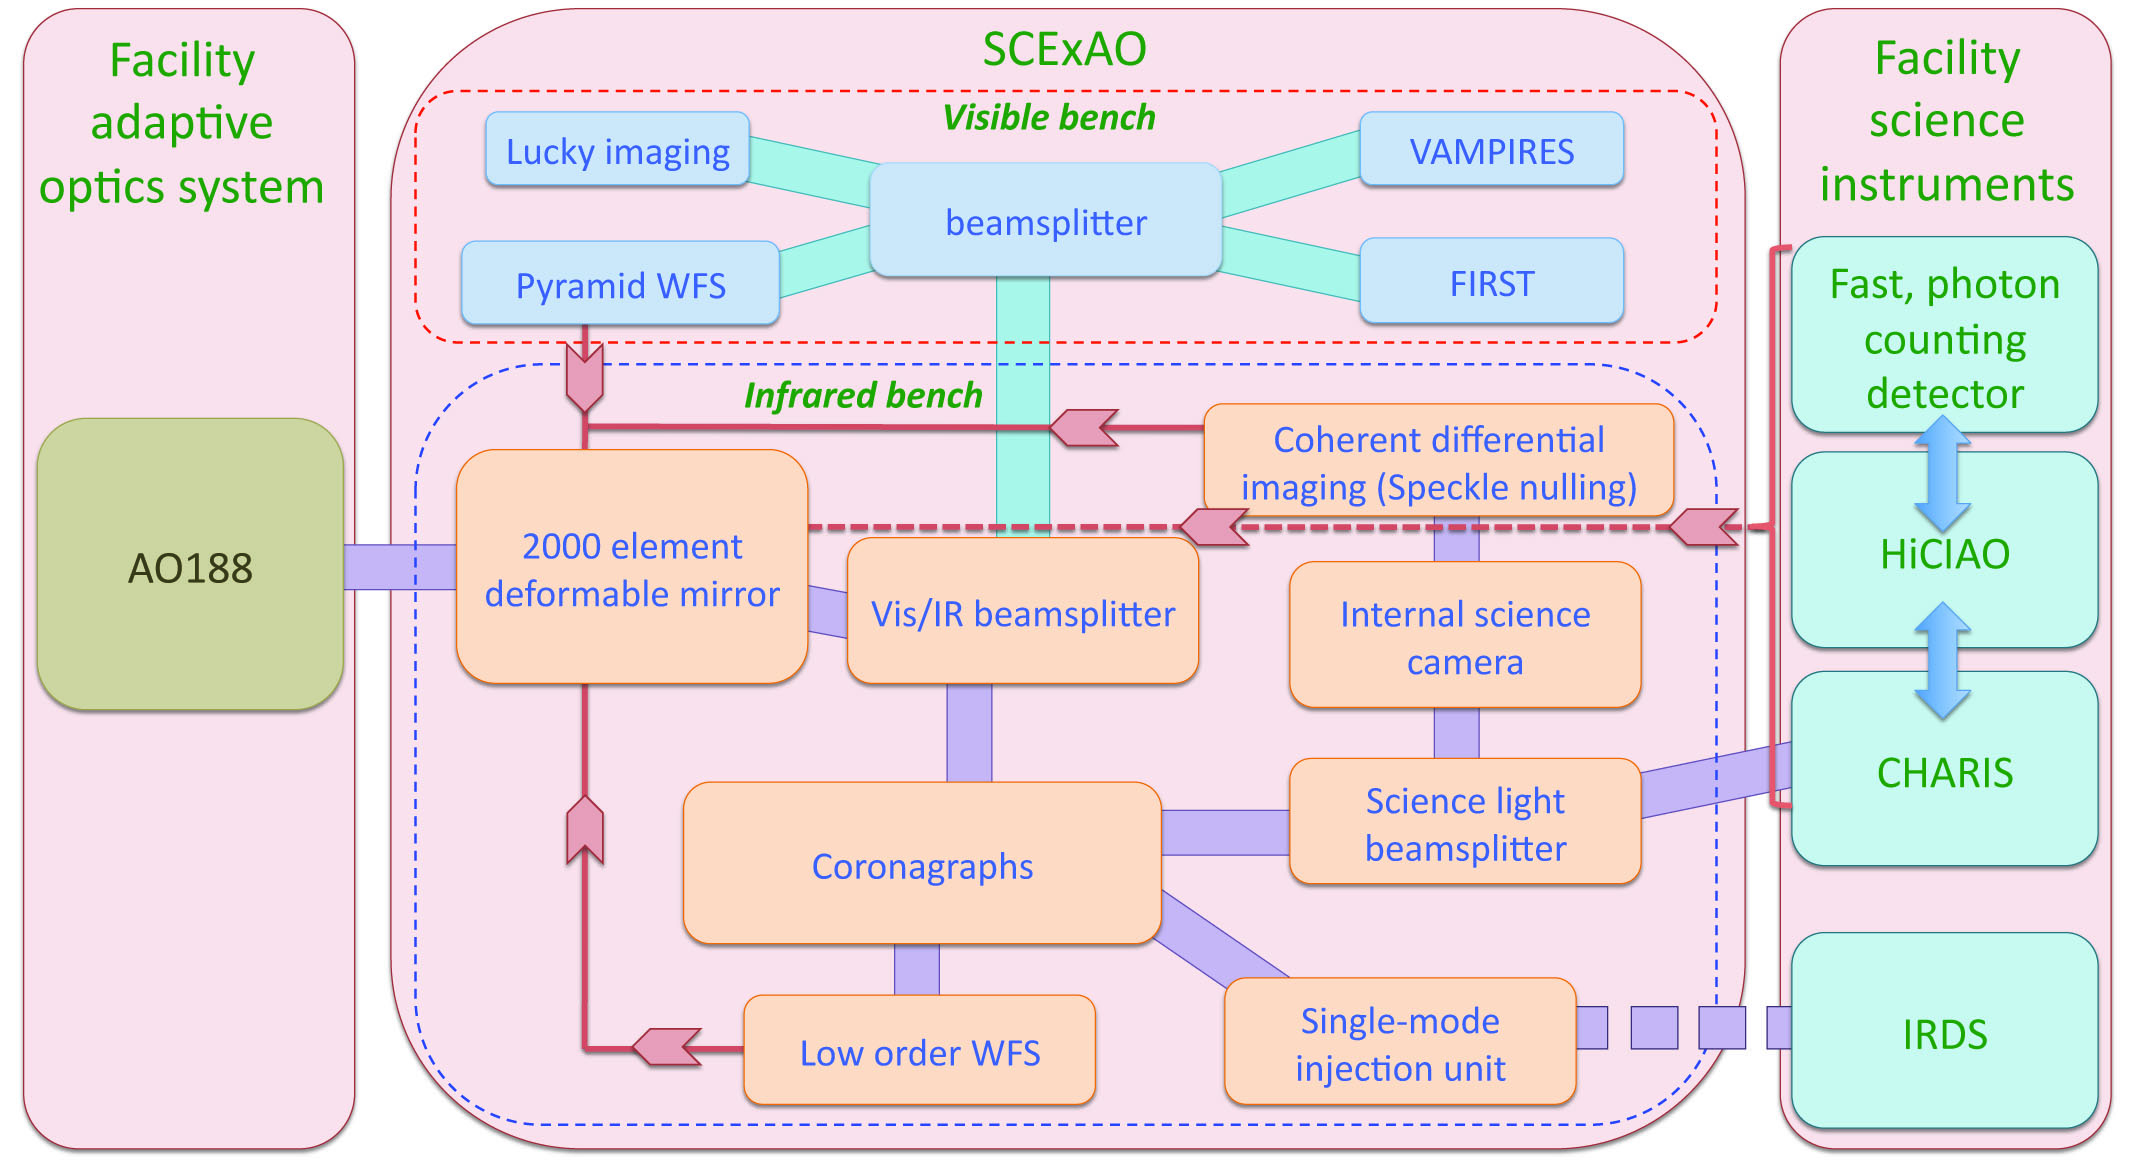 Facility
adaptive
optics system
AO188
SCExAO
Visible bench
Lucky imaging
VAMPIRES
beamsplitter
Pyramid WFS
FIRST
Infrared bench
Coherent differential
imaging (Speckle nulling)
2000 element
deformable mirror
Vis/IR beamsplitter
Internal science
camera
Coronagraphs
Science light
beamsplitter
Low order WFS
Single-mode
injection unit
Facility
science
instruments
Fast, photon
counting
detector
HiCIAO
CHARIS
IRDS